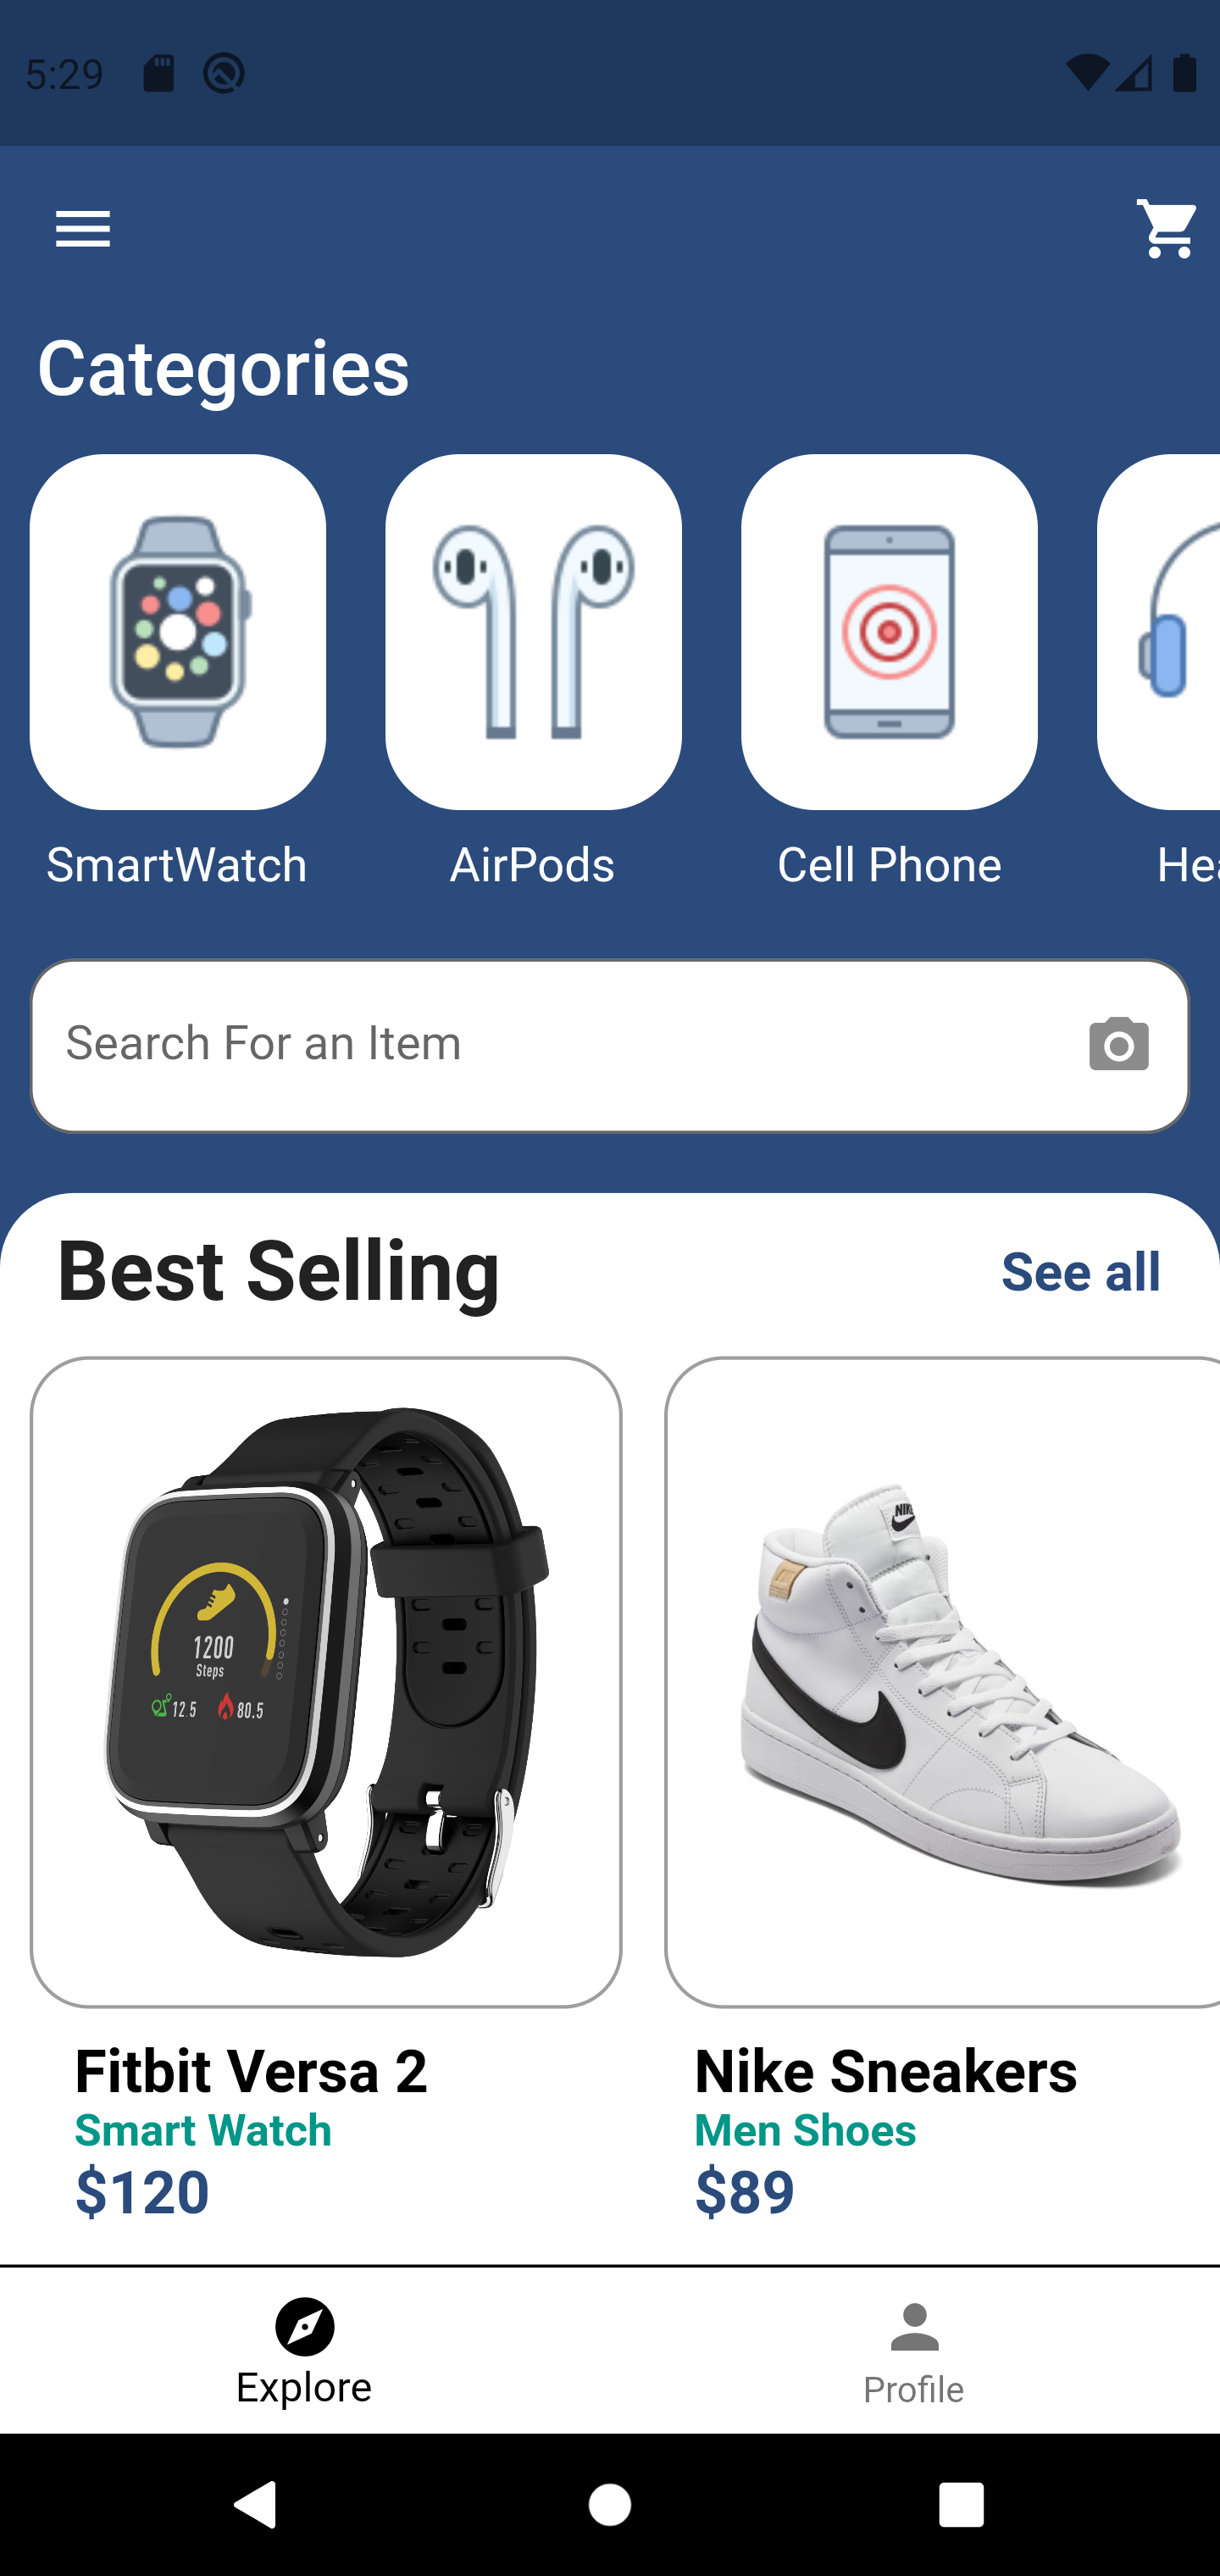 5:29
Categories
SmartWatch
AirPods
Cell Phone
Hea
Search For an Item
Best Selling
See all
1200
Steps
12.5
80.5
NIKE
Fitbit Versa 2
Smart Watch
$120
Nike Sneakers
Men Shoes
$89
Explore
Profile